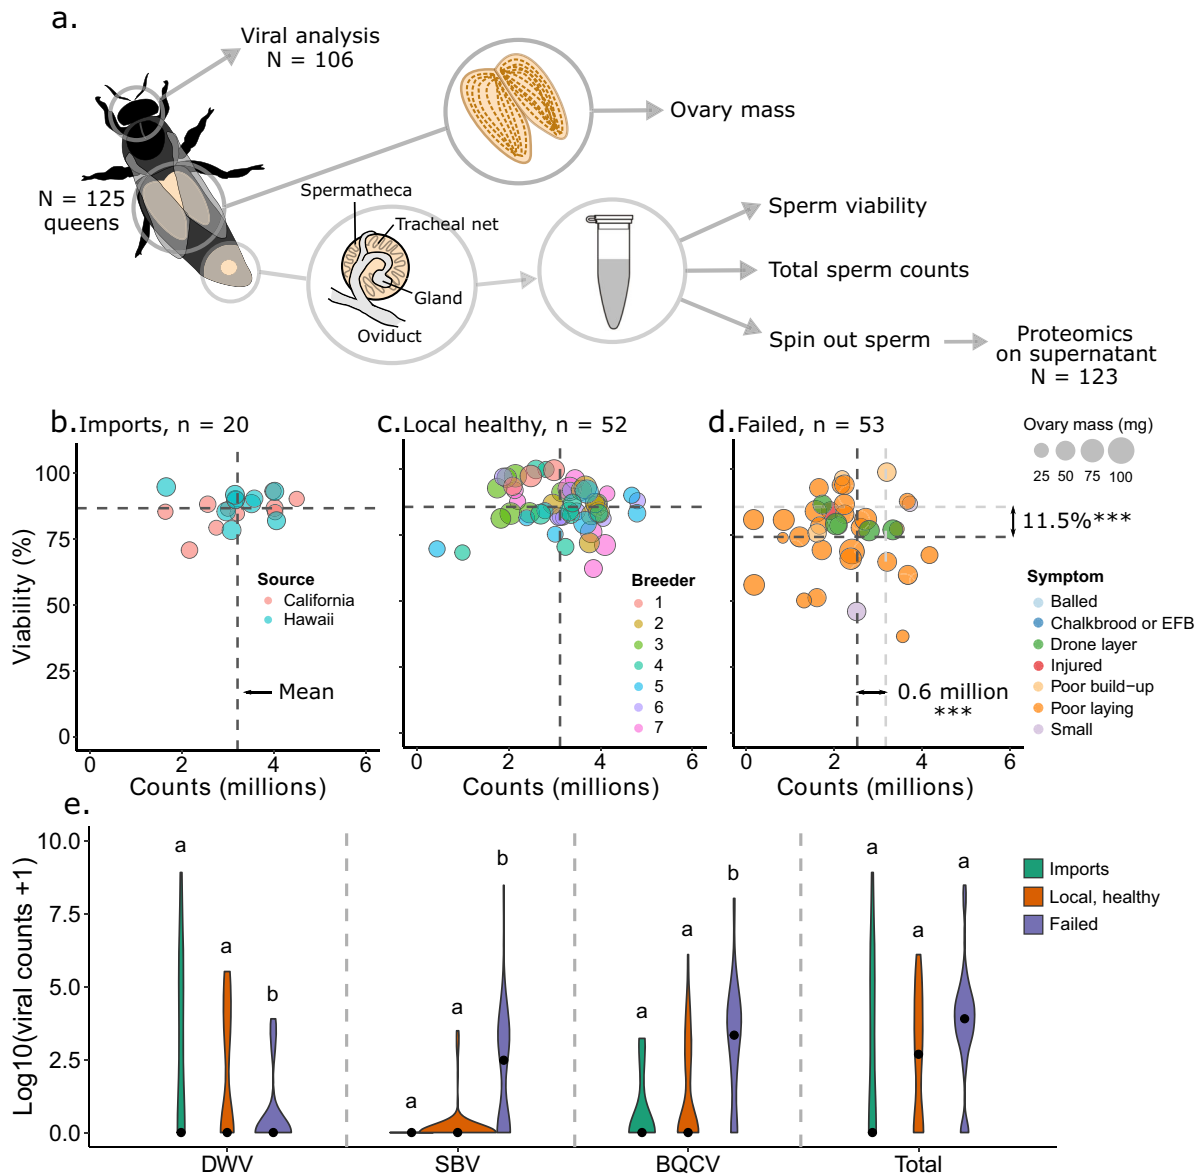 a.
Viral analysis
N = 106
Ovary mass
N = 125
queens
Spermatheca
Tracheal net
Gland
Oviduct
Sperm viability
Total sperm counts
Spin out sperm
Proteomics
on supernatant
N = 123
b. Imports, n = 20
Viability (%)
100
75
50
25
0
0 2 4 6
Counts (millions)
Source
California
Hawaii
Mean
c. Local healthy, n = 52
Breeder
1
2
3
4
5
6
7
0 2 4 6
Counts (millions)
d. Failed, n = 53
0 2 3 4 6
Counts (millions)
11.5%***
0.6 million
***
Ovary mass (mg)
25 50 75 100
Symptom
Balled
Chalkbrood or EFB
Drone layer
Injured
Poor build−up
Poor laying
Small
e.
Log10(viral counts +1)
10.0
7.5
5.0
2.5
0.0
a a b
a a b
a a b
a a a
DWV SBV BQCV Total
Imports
Local, healthy
Failed